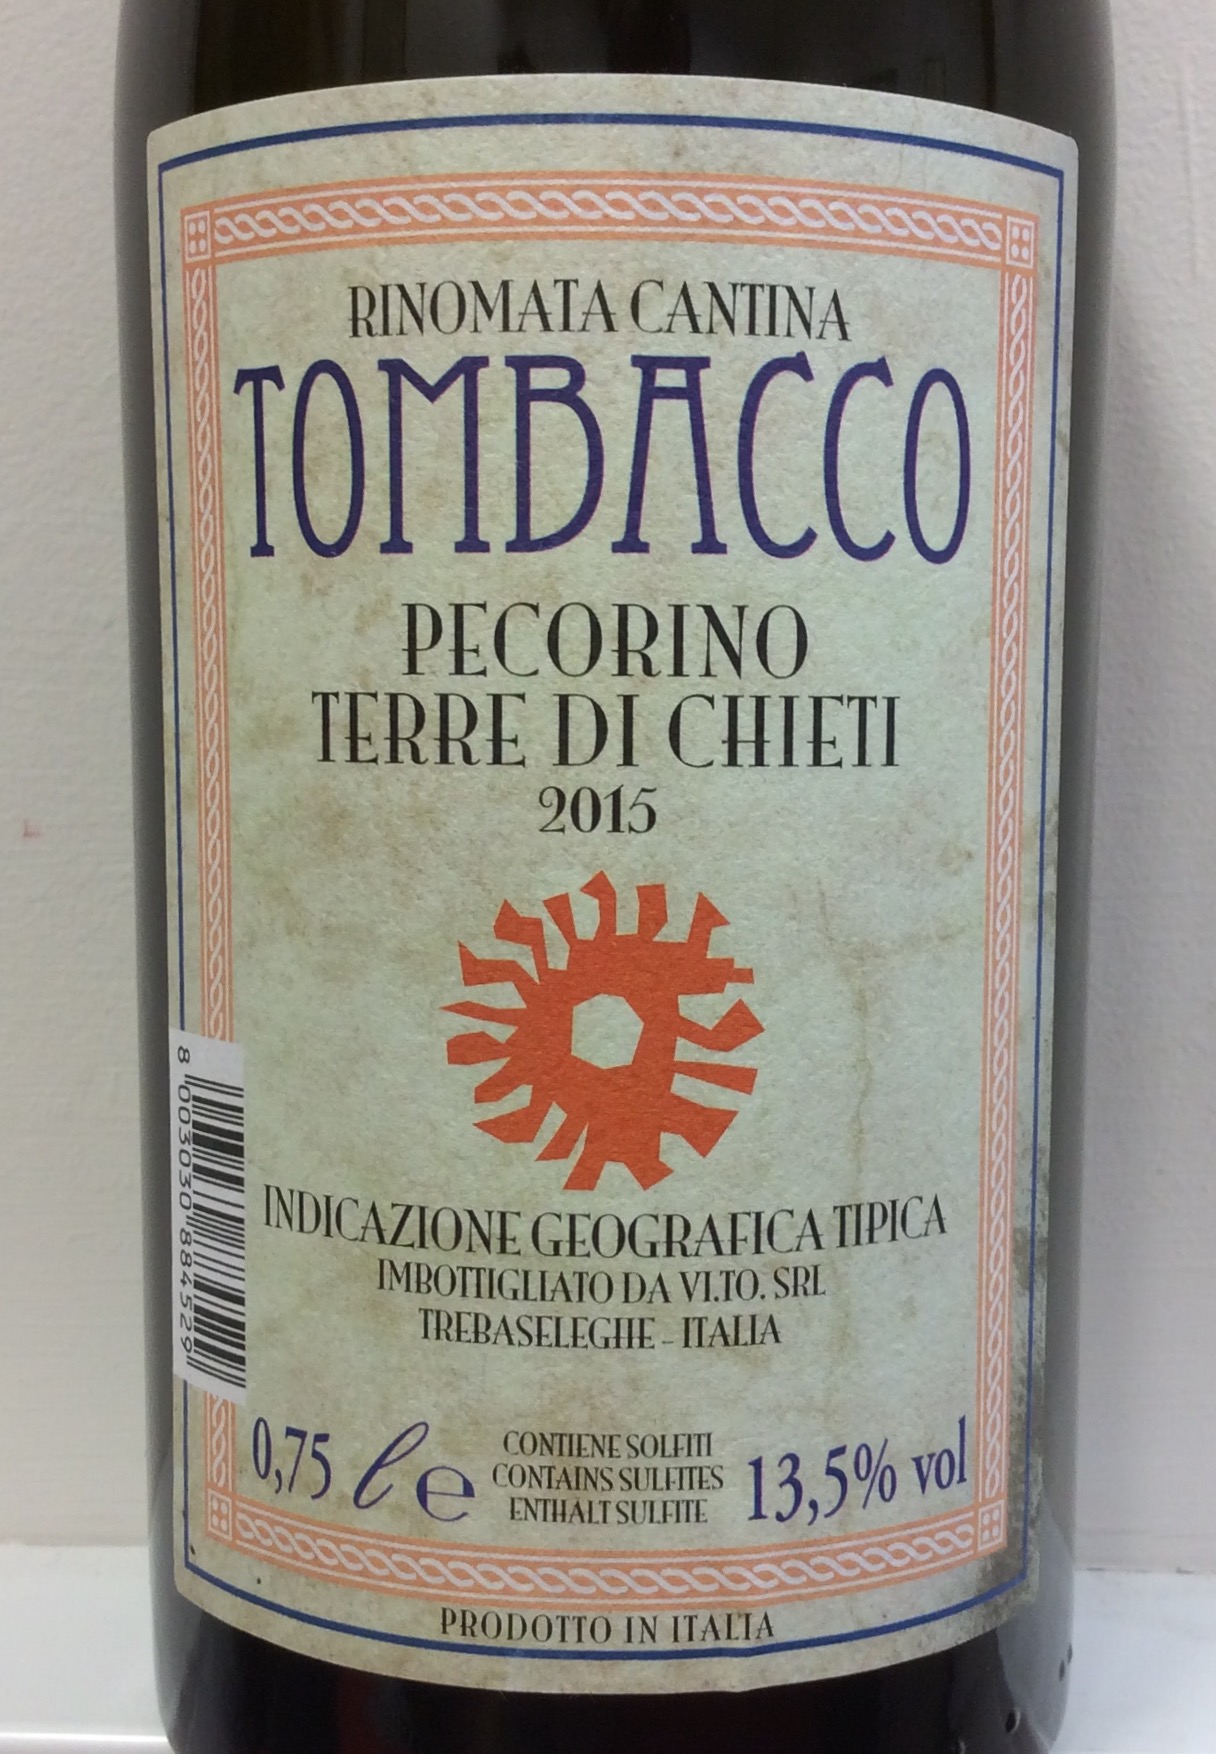 RINOMATA CANTINA
TOMBACCO
PECORINO
TERRE DI CHIETI
2015
INDICAZIONE GEOGRAFICA TIPICA
IMBOTTIGLIATO DA VI.TO. SRL
TREBASELEGHE - ITALIA
8 003030 884529
0,75 l e
CONTIENE SOLFITI
CONTAINS SULFITES
ENTHALT SULFITE
13,5% vol
PRODOTTO IN ITALIA